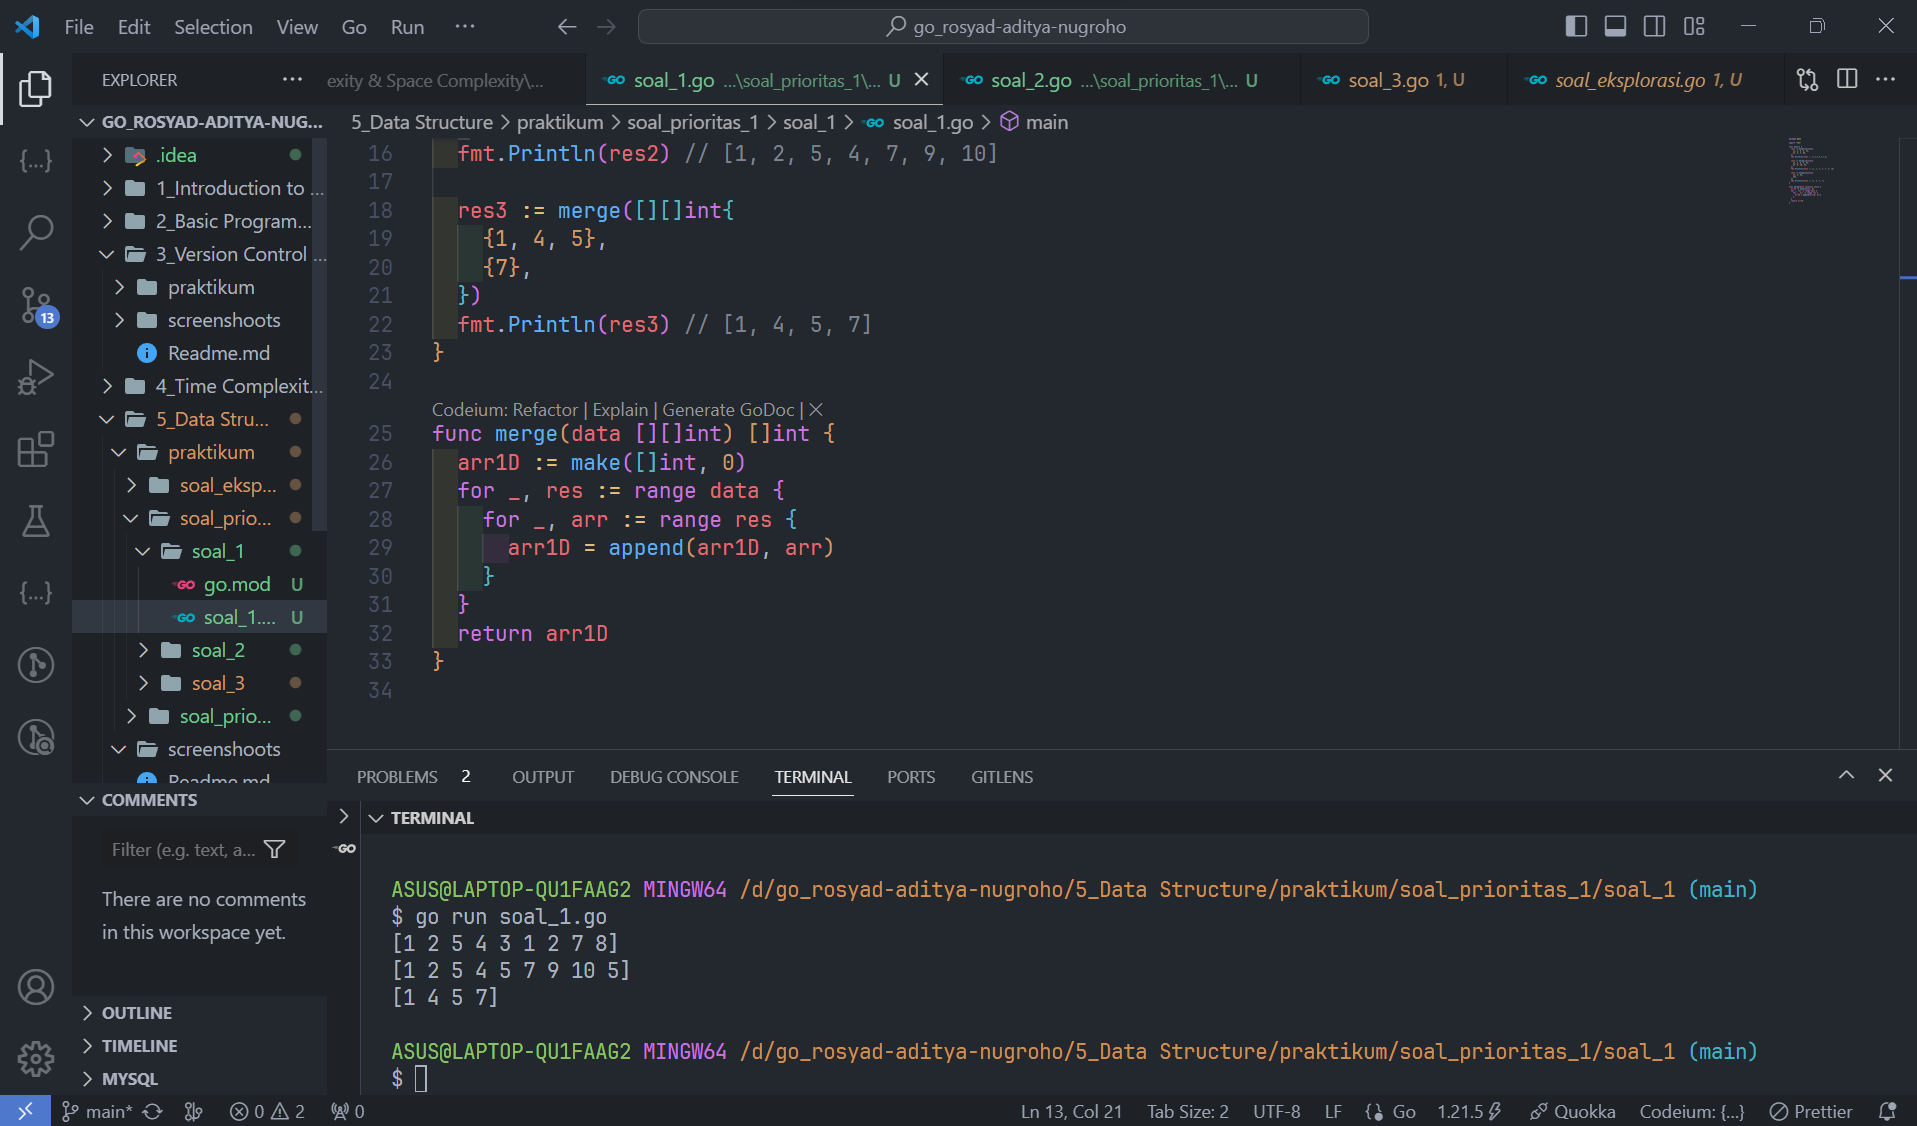 File Edit Selection View Go Run ··· go_rosyad-aditya-nugroho
EXPLORER ···
GO_ROSYAD-ADITYA-NUG...
.idea
1_Introduction to ...
2_Basic Program...
3_Version Control ...
praktikum
screenshoots
Readme.md
4_Time Complexit...
5_Data Stru...
praktikum
soal_eksp...
soal_prio...
soal_1
go.mod U
soal_1.... U
soal_2
soal_3
soal_prio...
screenshoots
Readme.md
COMMENTS
Filter (e.g. text, a...
There are no comments
in this workspace yet.
OUTLINE
TIMELINE
MYSQL
13
exity & Space Complexity\... soal_1.go ...\soal_prioritas_1\... U soal_2.go ...\soal_prioritas_1\... U soal_3.go 1, U soal_eksplorasi.go 1, U
5_Data Structure > praktikum > soal_prioritas_1 > soal_1 > soal_1.go > main
16 fmt.Println(res2) // [1, 2, 5, 4, 7, 9, 10]
17
18 res3 := merge([][]int{
19 {1, 4, 5},
20 {7},
21 })
22 fmt.Println(res3) // [1, 4, 5, 7]
23 }
24
Codeium: Refactor | Explain | Generate GoDoc | X
25 func merge(data [][]int) []int {
26 arr1D := make([]int, 0)
27 for _, res := range data {
28 for _, arr := range res {
29 arr1D = append(arr1D, arr)
30 }
31 }
32 return arr1D
33 }
34
PROBLEMS 2 OUTPUT DEBUG CONSOLE TERMINAL PORTS GITLENS
TERMINAL
ASUS@LAPTOP-QU1FAAG2 MINGW64 /d/go_rosyad-aditya-nugroho/5_Data Structure/praktikum/soal_prioritas_1/soal_1 (main)
$ go run soal_1.go
[1 2 5 4 3 1 2 7 8]
[1 2 5 4 5 7 9 10 5]
[1 4 5 7]
ASUS@LAPTOP-QU1FAAG2 MINGW64 /d/go_rosyad-aditya-nugroho/5_Data Structure/praktikum/soal_prioritas_1/soal_1 (main)
$
main* 0 2 0 Ln 13, Col 21 Tab Size: 2 UTF-8 LF Go 1.21.5 Quokka Codeium: {...} Prettier